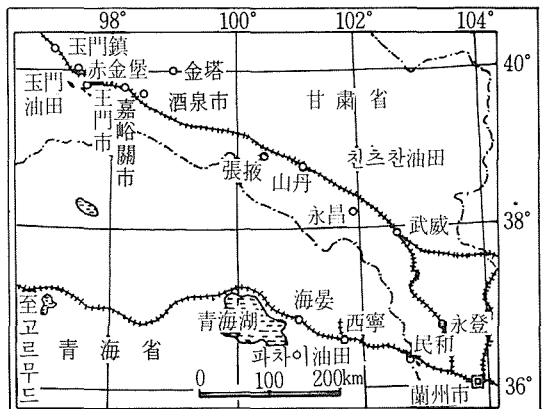 98° 100° 102° 104°
玉門鎮
赤金堡
金塔
40°
玉門
油田
玉門市
嘉峪關市
酒泉市
甘肅省
張掖
山丹
친츠찬油田
永昌
武威
38°
至고르무드
青海省
青海湖
海晏
西寧
民和
永登
파차이油田
蘭州市
0 100 200km
36°